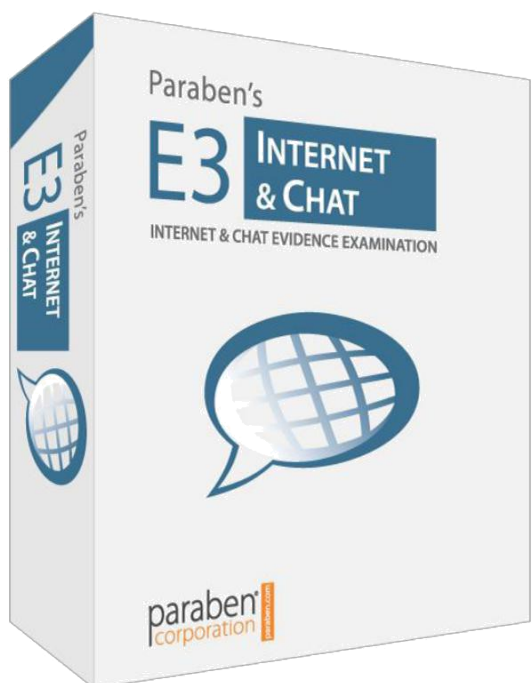 Paraben's
E3 INTERNET
& CHAT
INTERNET & CHAT EVIDENCE EXAMINATION
paraben®
corporation
paraben.com
Paraben's
E3 INTERNET
& CHAT